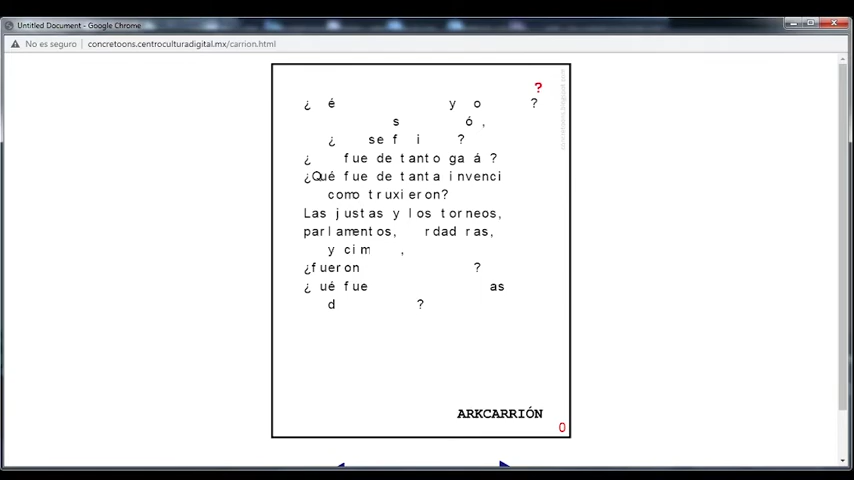 Untitled Document - Google Chrome
No es seguro
concretoons.centroculturadigital.mx/carrion.html
?
¿ é y o ?
s ó ,
¿ se f i ?
¿ fue de tanto ga á ?
¿Qué fue de tanta invenci
como truxieron?
Las justas y los torneos,
parlamentos, rdad ras,
y cim ,
¿fueron ?
¿ ué fue as
d ?
ARKCARRIÓN
0